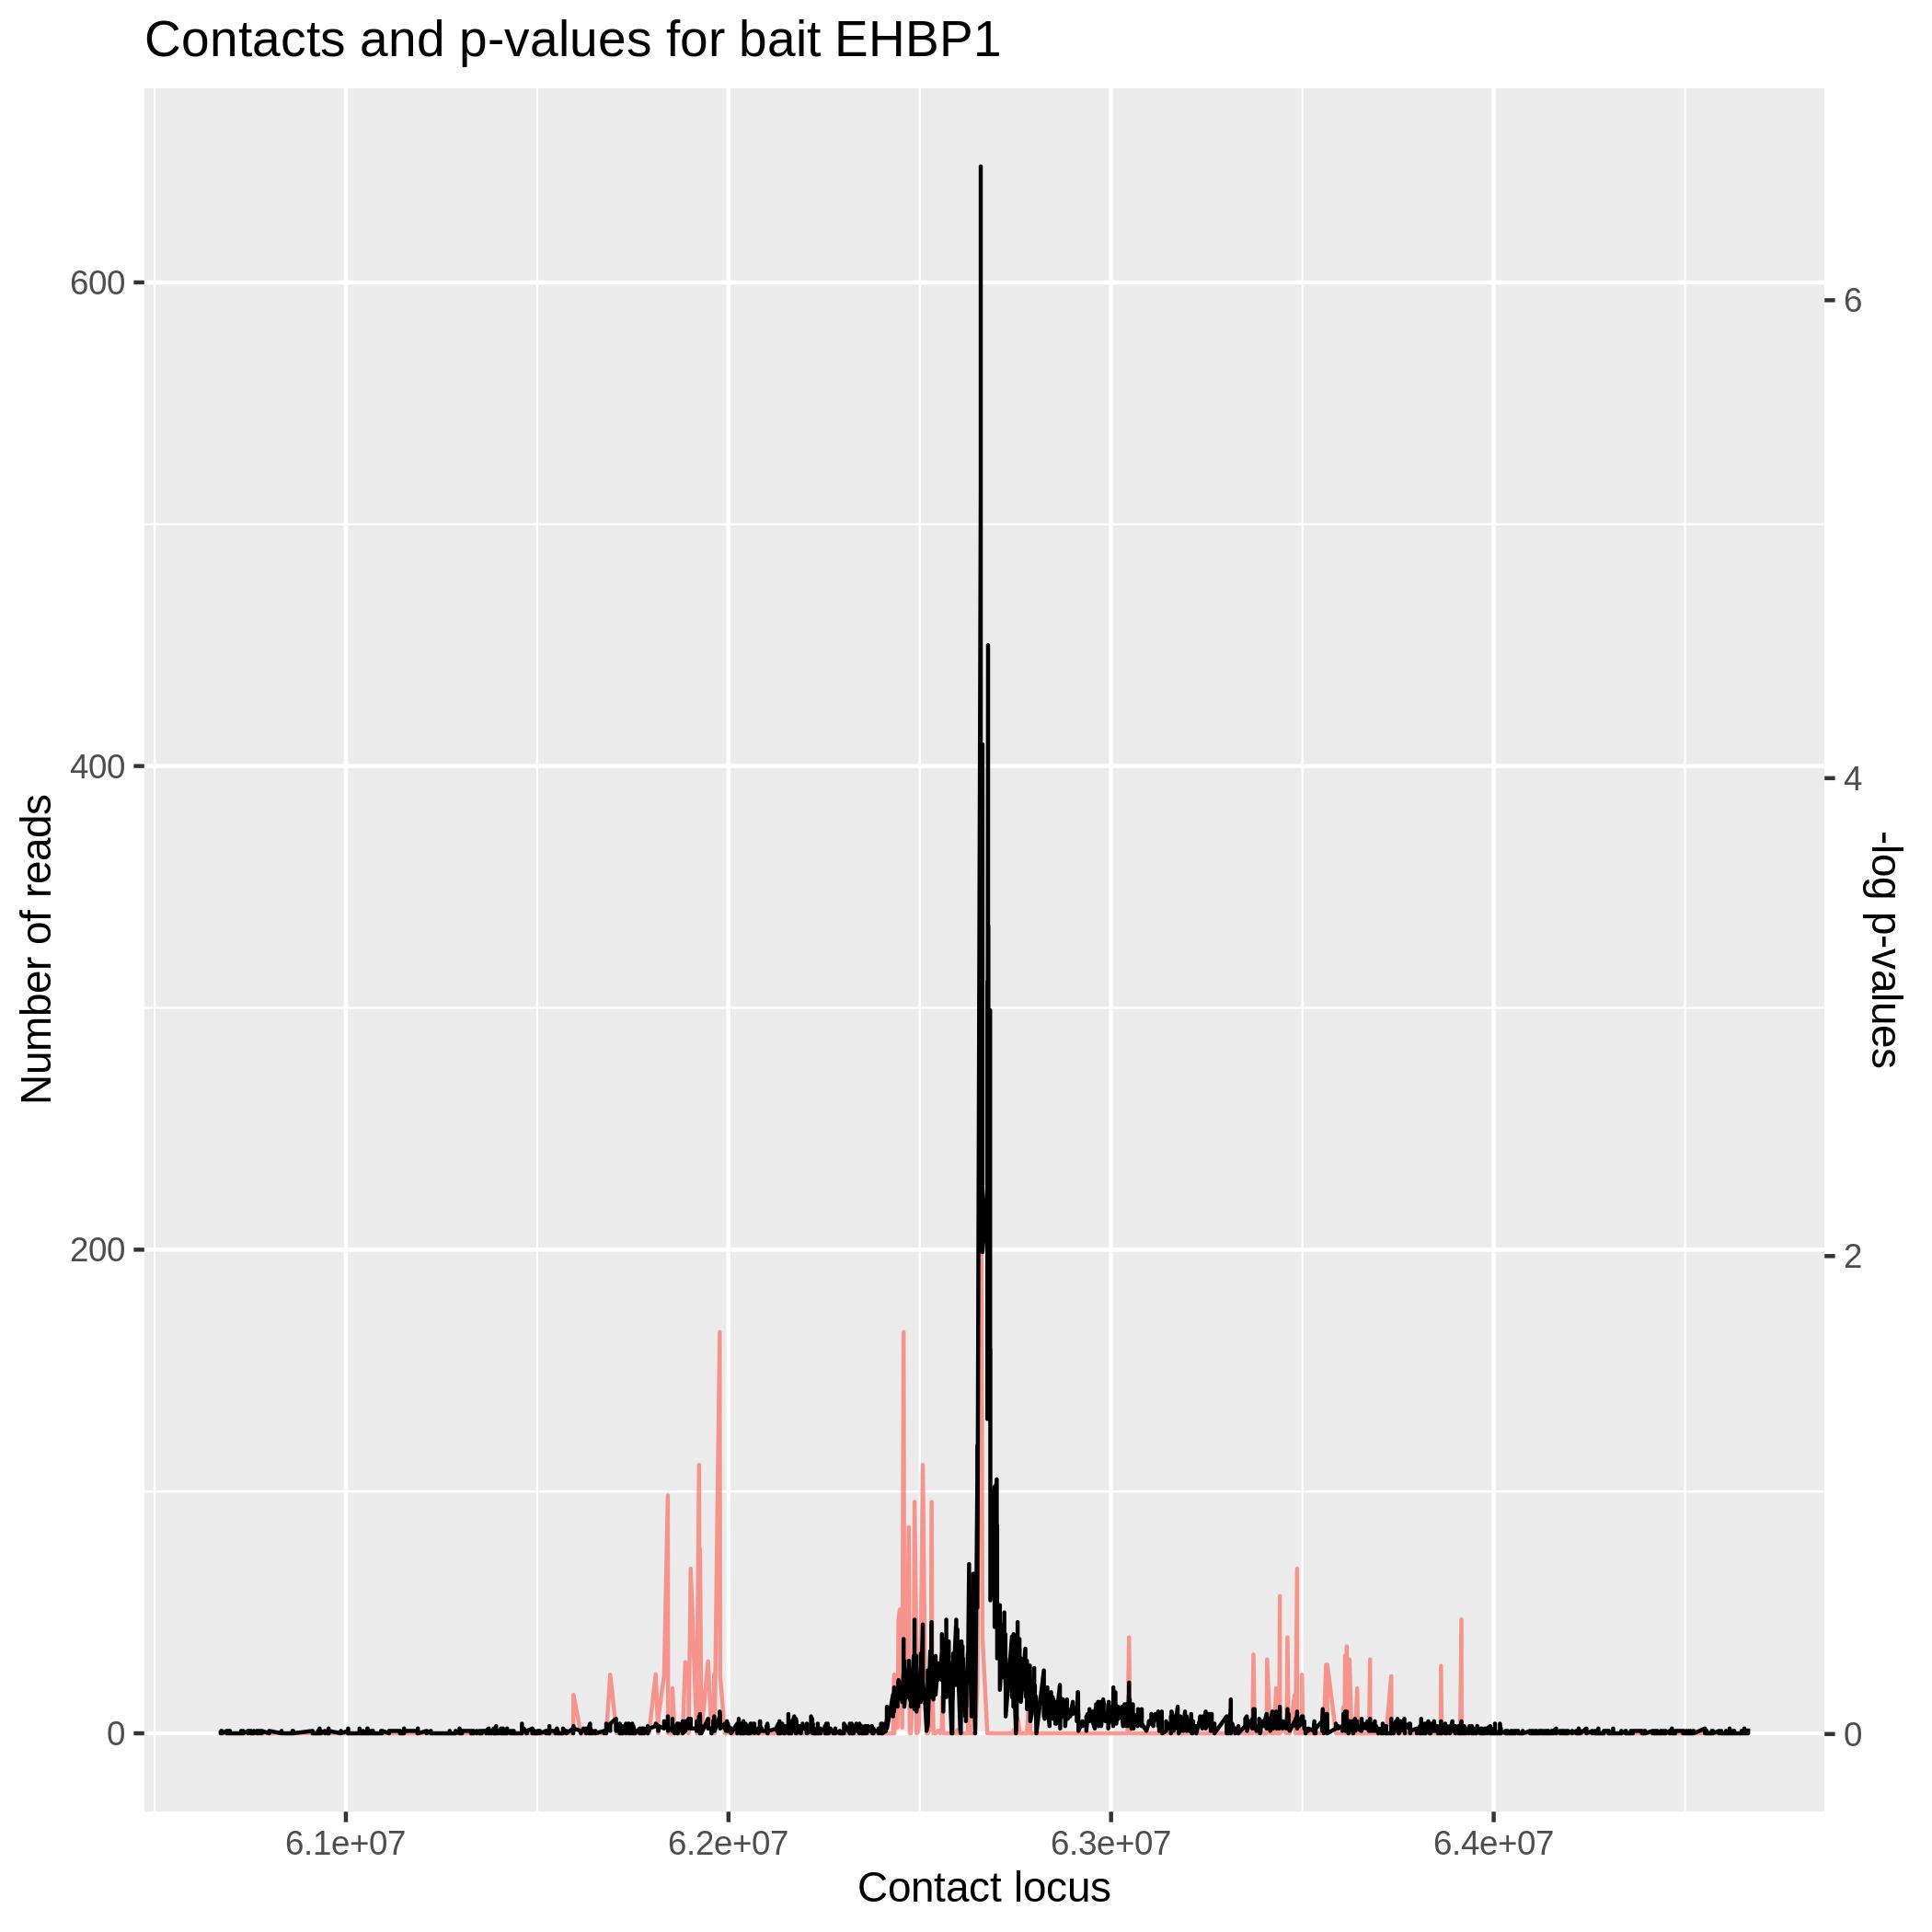 Contacts and p-values for bait EHBP1
600
400
200
0
6
4
2
0
Number of reads
-log p-values
6.1e+07 6.2e+07 6.3e+07 6.4e+07
Contact locus